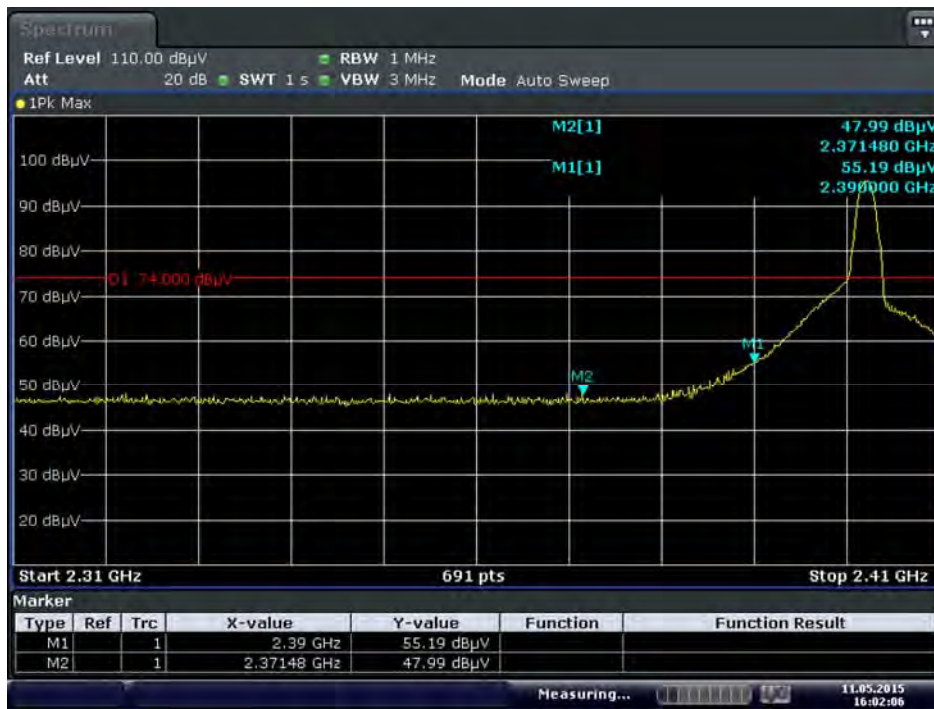 Spectrum
Ref Level 110.00 dBµV RBW 1 MHz
Att 20 dB SWT 1 s VBW 3 MHz Mode Auto Sweep
1Pk Max
M2[1] 47.99 dBµV
2.371480 GHz
M1[1] 55.19 dBµV
2.390000 GHz
100 dBµV
90 dBµV
80 dBµV
D1 74.000 dBµV
70 dBµV
60 dBµV
M1
50 dBµV
M2
40 dBµV
30 dBµV
20 dBµV
Start 2.31 GHz 691 pts Stop 2.41 GHz
Marker
Type Ref Trc X-value Y-value Function Function Result
M1 1 2.39 GHz 55.19 dBµV
M2 1 2.37148 GHz 47.99 dBµV
Measuring... 11.05.2015
16:02:06